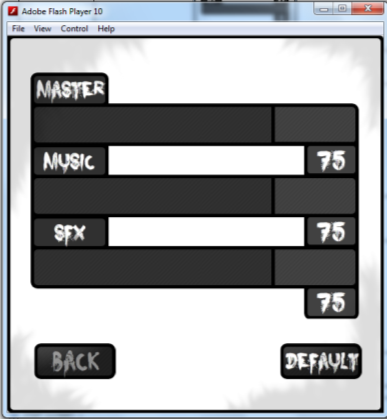 Adobe Flash Player 10
File View Control Help
MASTER
MUSIC 75
SFX 75
75
BACK DEFAULT